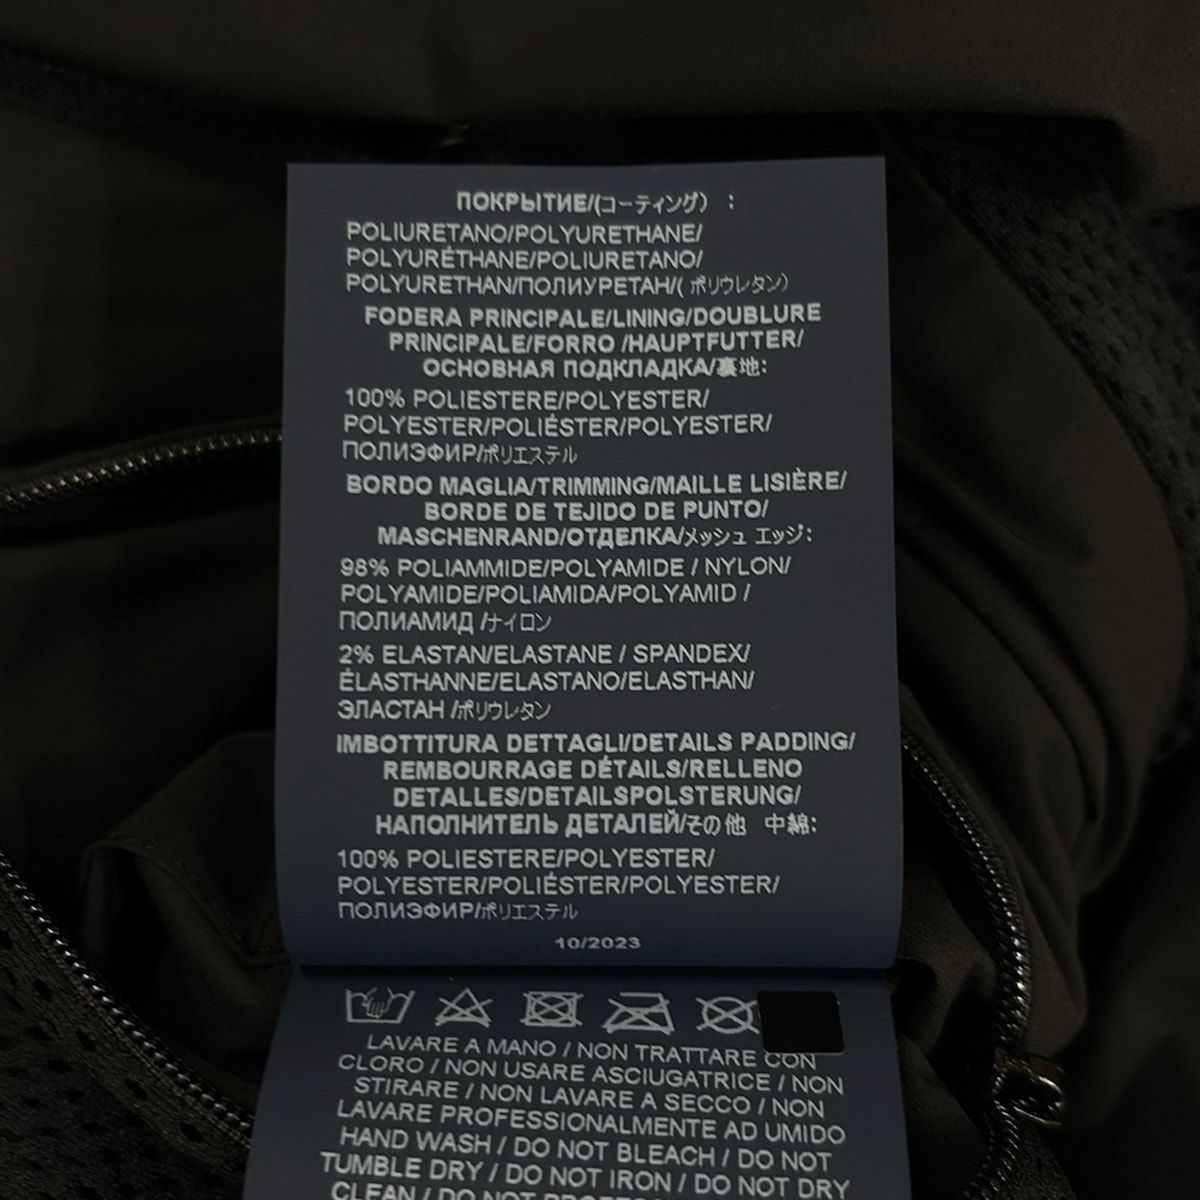 ПОКРЫТИЕ/(コーティング) :
POLIURETANO/POLYURETHANE/
POLYURÉTHANE/POLIURETANO/
POLYURETHAN/ПОЛИУРЕТАН/( ポリウレタン)
FODERA PRINCIPALE/LINING/DOUBLURE
PRINCIPALE/FORRO /HAUPTFUTTER/
ОСНОВНАЯ ПОДКЛАДКА/裏地:
100% POLIESTERE/POLYESTER/
POLYESTER/POLIÉSTER/POLYESTER/
ПОЛИЭФИР/ポリエステル
BORDO MAGLIA/TRIMMING/MAILLE LISIÈRE/
BORDE DE TEJIDO DE PUNTO/
MASCHENRAND/ОТДЕЛКА/メッシュ エッジ:
98% POLIAMMIDE/POLYAMIDE / NYLON/
POLYAMIDE/POLIAMIDA/POLYAMID /
ПОЛИАМИД /ナイロン
2% ELASTAN/ELASTANE / SPANDEX/
ÉLASTHANNE/ELASTANO/ELASTHAN/
ЭЛАСТАН /ポリウレタン
IMBOTTITURA DETTAGLI/DETAILS PADDING/
REMBOURRAGE DÉTAILS/RELLENO
DETALLES/DETAILSPOLSTERUNG/
НАПОЛНИТЕЛЬ ДЕТАЛЕЙ/その他 中綿:
100% POLIESTERE/POLYESTER/
POLYESTER/POLIÉSTER/POLYESTER/
ПОЛИЭФИР/ポリエステル
10/2023
LAVARE A MANO / NON TRATTARE CON
CLORO / NON USARE ASCIUGATRICE / NON
STIRARE / NON LAVARE A SECCO / NON
LAVARE PROFESSIONALMENTE AD UMIDO
HAND WASH / DO NOT BLEACH / DO NOT
TUMBLE DRY / DO NOT IRON / DO NOT DRY
CLEAN / DO NOT